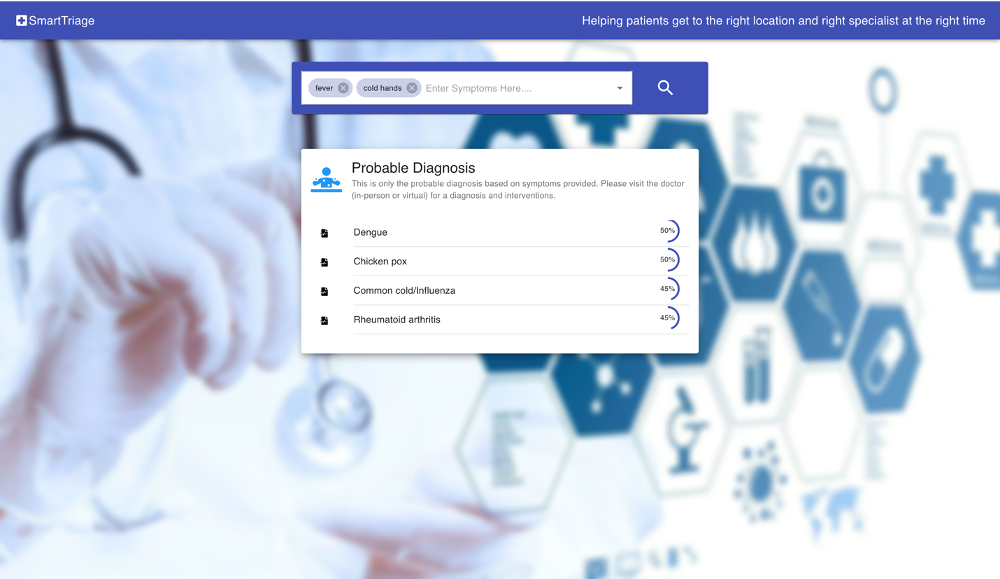 SmartTriage
Helping patients get to the right location and right specialist at the right time
fever
cold hands
Enter Symptoms Here....
Probable Diagnosis
This is only the probable diagnosis based on symptoms provided. Please visit the doctor
(in-person or virtual) for a diagnosis and interventions.
Dengue
50%
Chicken pox
50%
Common cold/Influenza
45%
Rheumatoid arthritis
45%